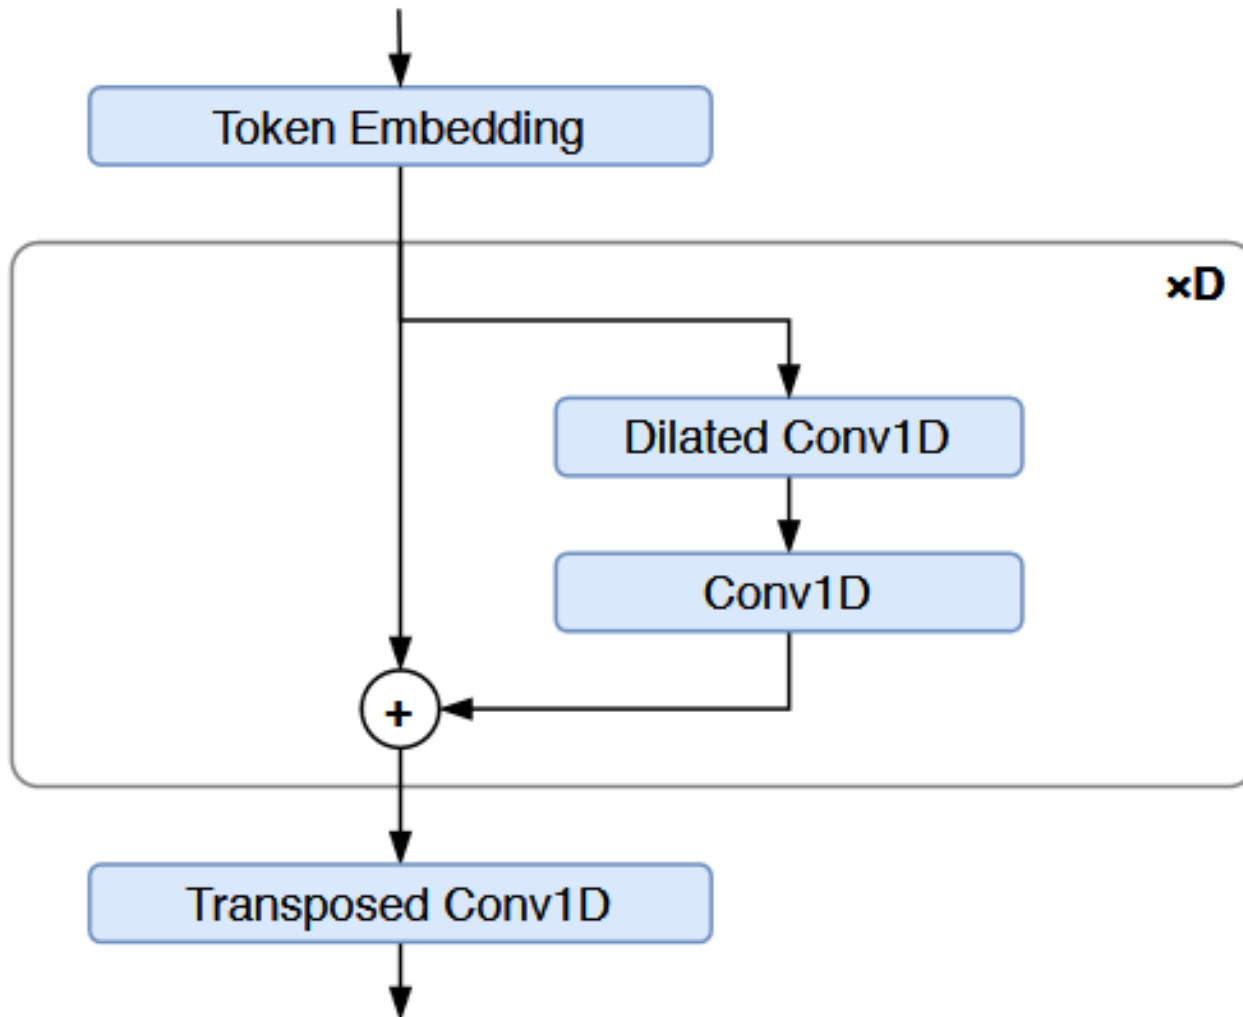 Token Embedding
×D
Dilated Conv1D
Conv1D
+
Transposed Conv1D